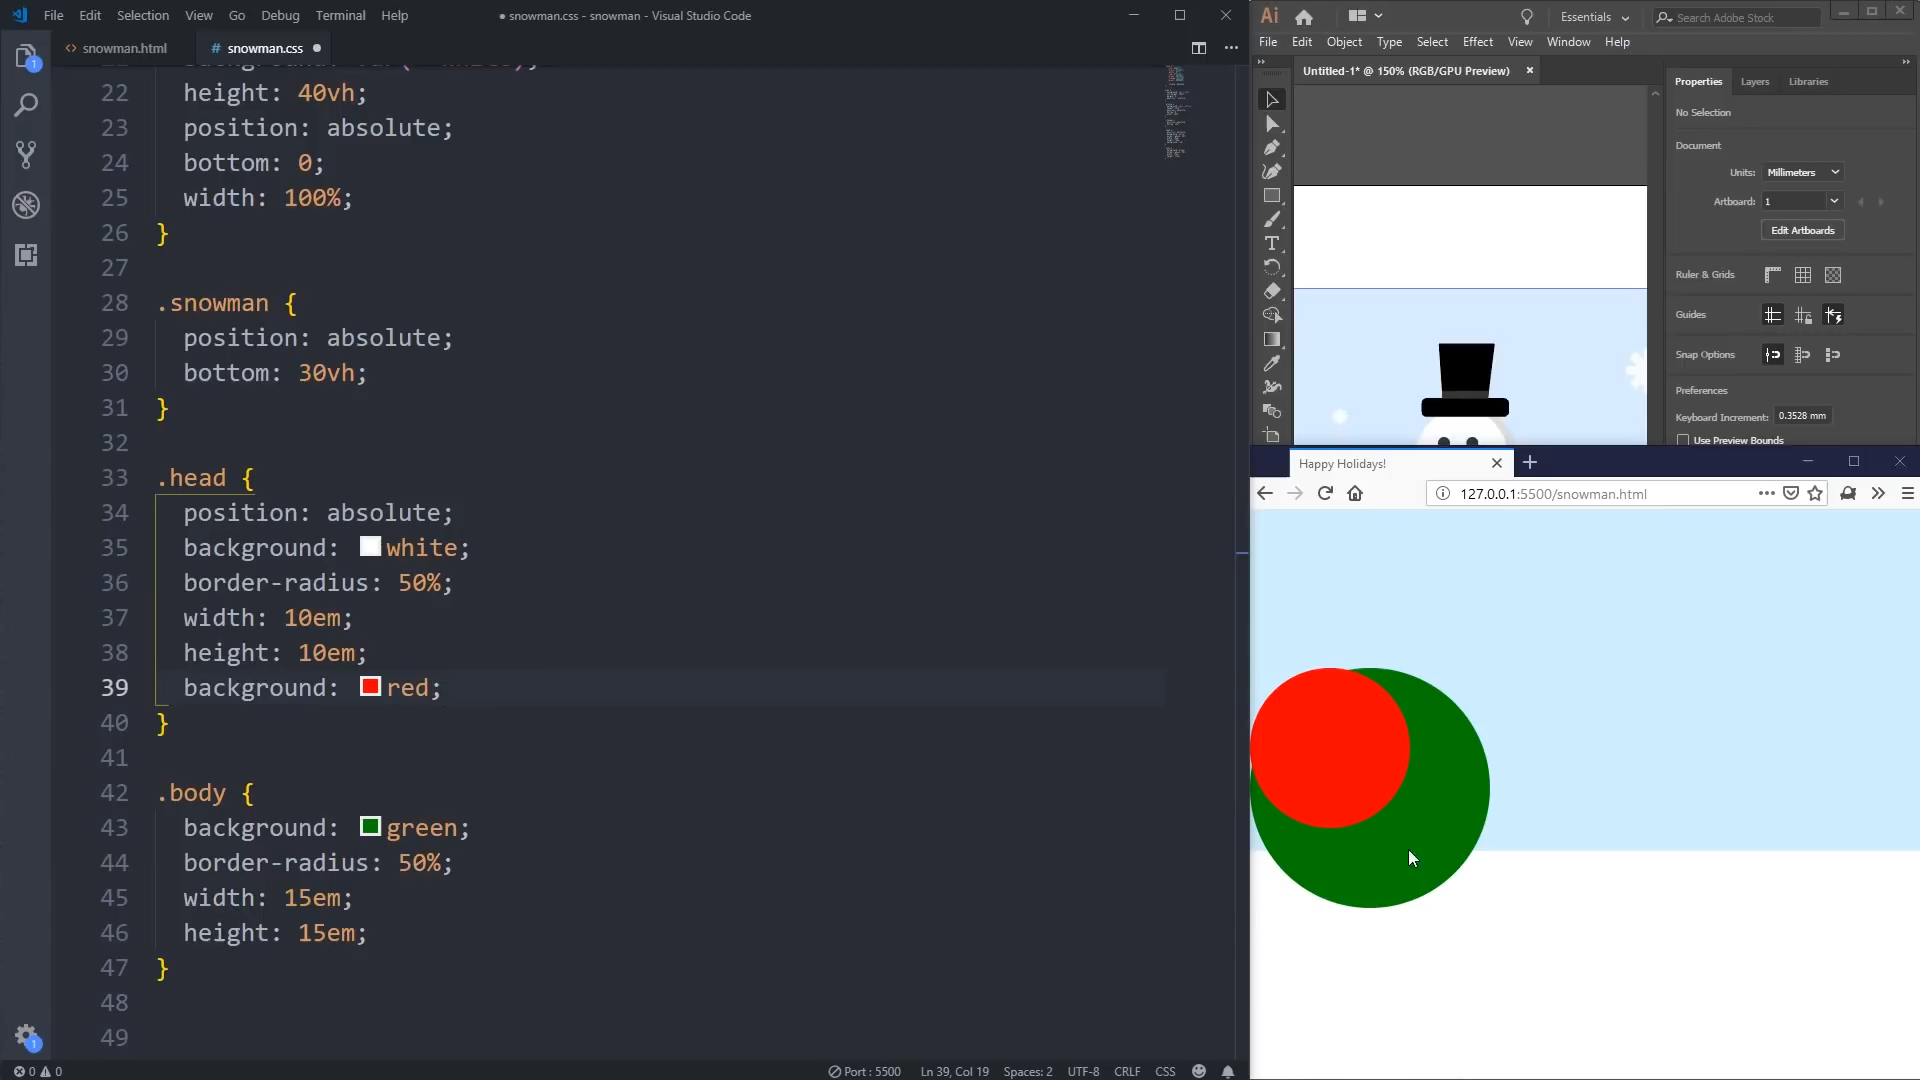 File Edit Selection View Go Debug Terminal Help
● snowman.css - snowman - Visual Studio Code
<> snowman.html
# snowman.css ●
22 height: 40vh;
23 position: absolute;
24 bottom: 0;
25 width: 100%;
26 }
27
28 .snowman {
29 position: absolute;
30 bottom: 30vh;
31 }
32
33 .head {
34 position: absolute;
35 background: white;
36 border-radius: 50%;
37 width: 10em;
38 height: 10em;
39 background: red;
40 }
41
42 .body {
43 background: green;
44 border-radius: 50%;
45 width: 15em;
46 height: 15em;
47 }
48
49
1
1
0 0
Port : 5500 Ln 39, Col 19 Spaces: 2 UTF-8 CRLF CSS
Ai
Essentials
Search Adobe Stock
File Edit Object Type Select Effect View Window Help
Untitled-1* @ 150% (RGB/GPU Preview) ×
T
Properties Layers Libraries
No Selection
Document
Units: Millimeters
Artboard: 1
Edit Artboards
Ruler & Grids
Guides
Snap Options
Preferences
Keyboard Increment: 0.3528 mm
Use Preview Bounds
Happy Holidays!
127.0.0.1:5500/snowman.html